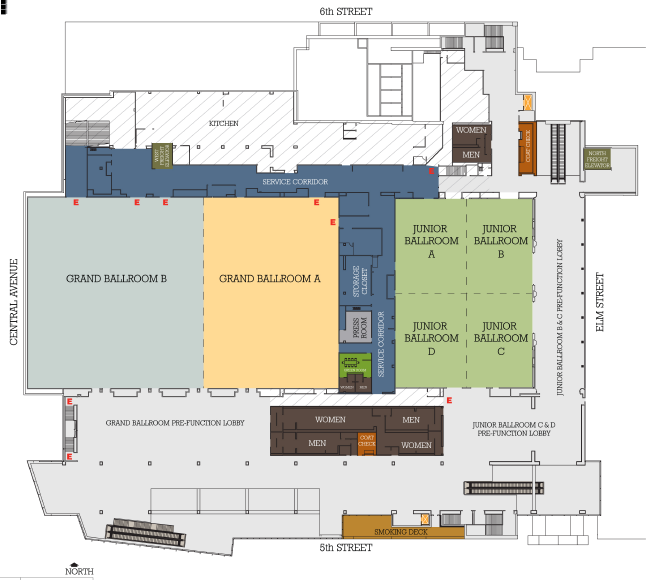 6th STREET
KITCHEN
WOMEN
MEN
COAT CHECK
WEST
FREIGHT
ELEVATOR
NORTH
FREIGHT
ELEVATOR
SERVICE CORRIDOR
E
E
E
E
E
E
GRAND BALLROOM B
GRAND BALLROOM A
JUNIOR
BALLROOM
A
JUNIOR
BALLROOM
B
STORAGE
CLOSET
PRESS
ROOM
SERVICE CORRIDOR
JUNIOR
BALLROOM
D
JUNIOR
BALLROOM
C
CENTRAL AVENUE
JUNIOR BALLROOM B & C PRE-FUNCTION LOBBY
ELM STREET
WOMEN
MEN
E
E
E
GRAND BALLROOM PRE-FUNCTION LOBBY
WOMEN
MEN
MEN
COAT
CHECK
WOMEN
JUNIOR BALLROOM C & D
PRE-FUNCTION LOBBY
SMOKING DECK
5th STREET
NORTH